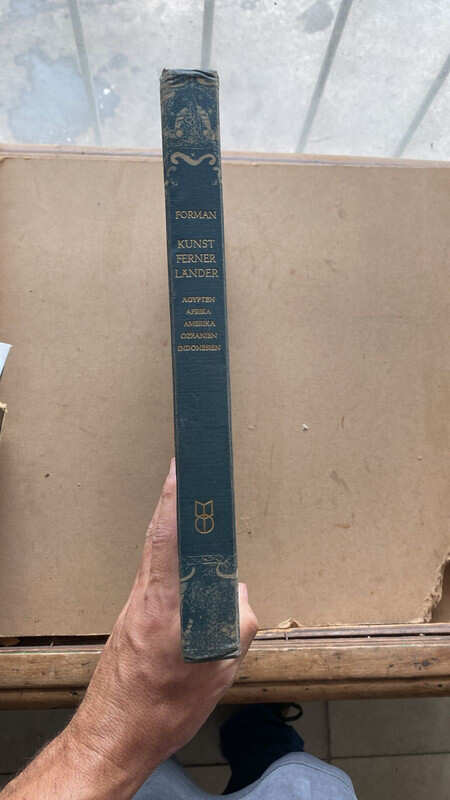 FORMAN
KUNST
FERNER
LÄNDER
ÄGYPTEN
AFRIKA
AMERIKA
OZEANIEN
INDONESIEN